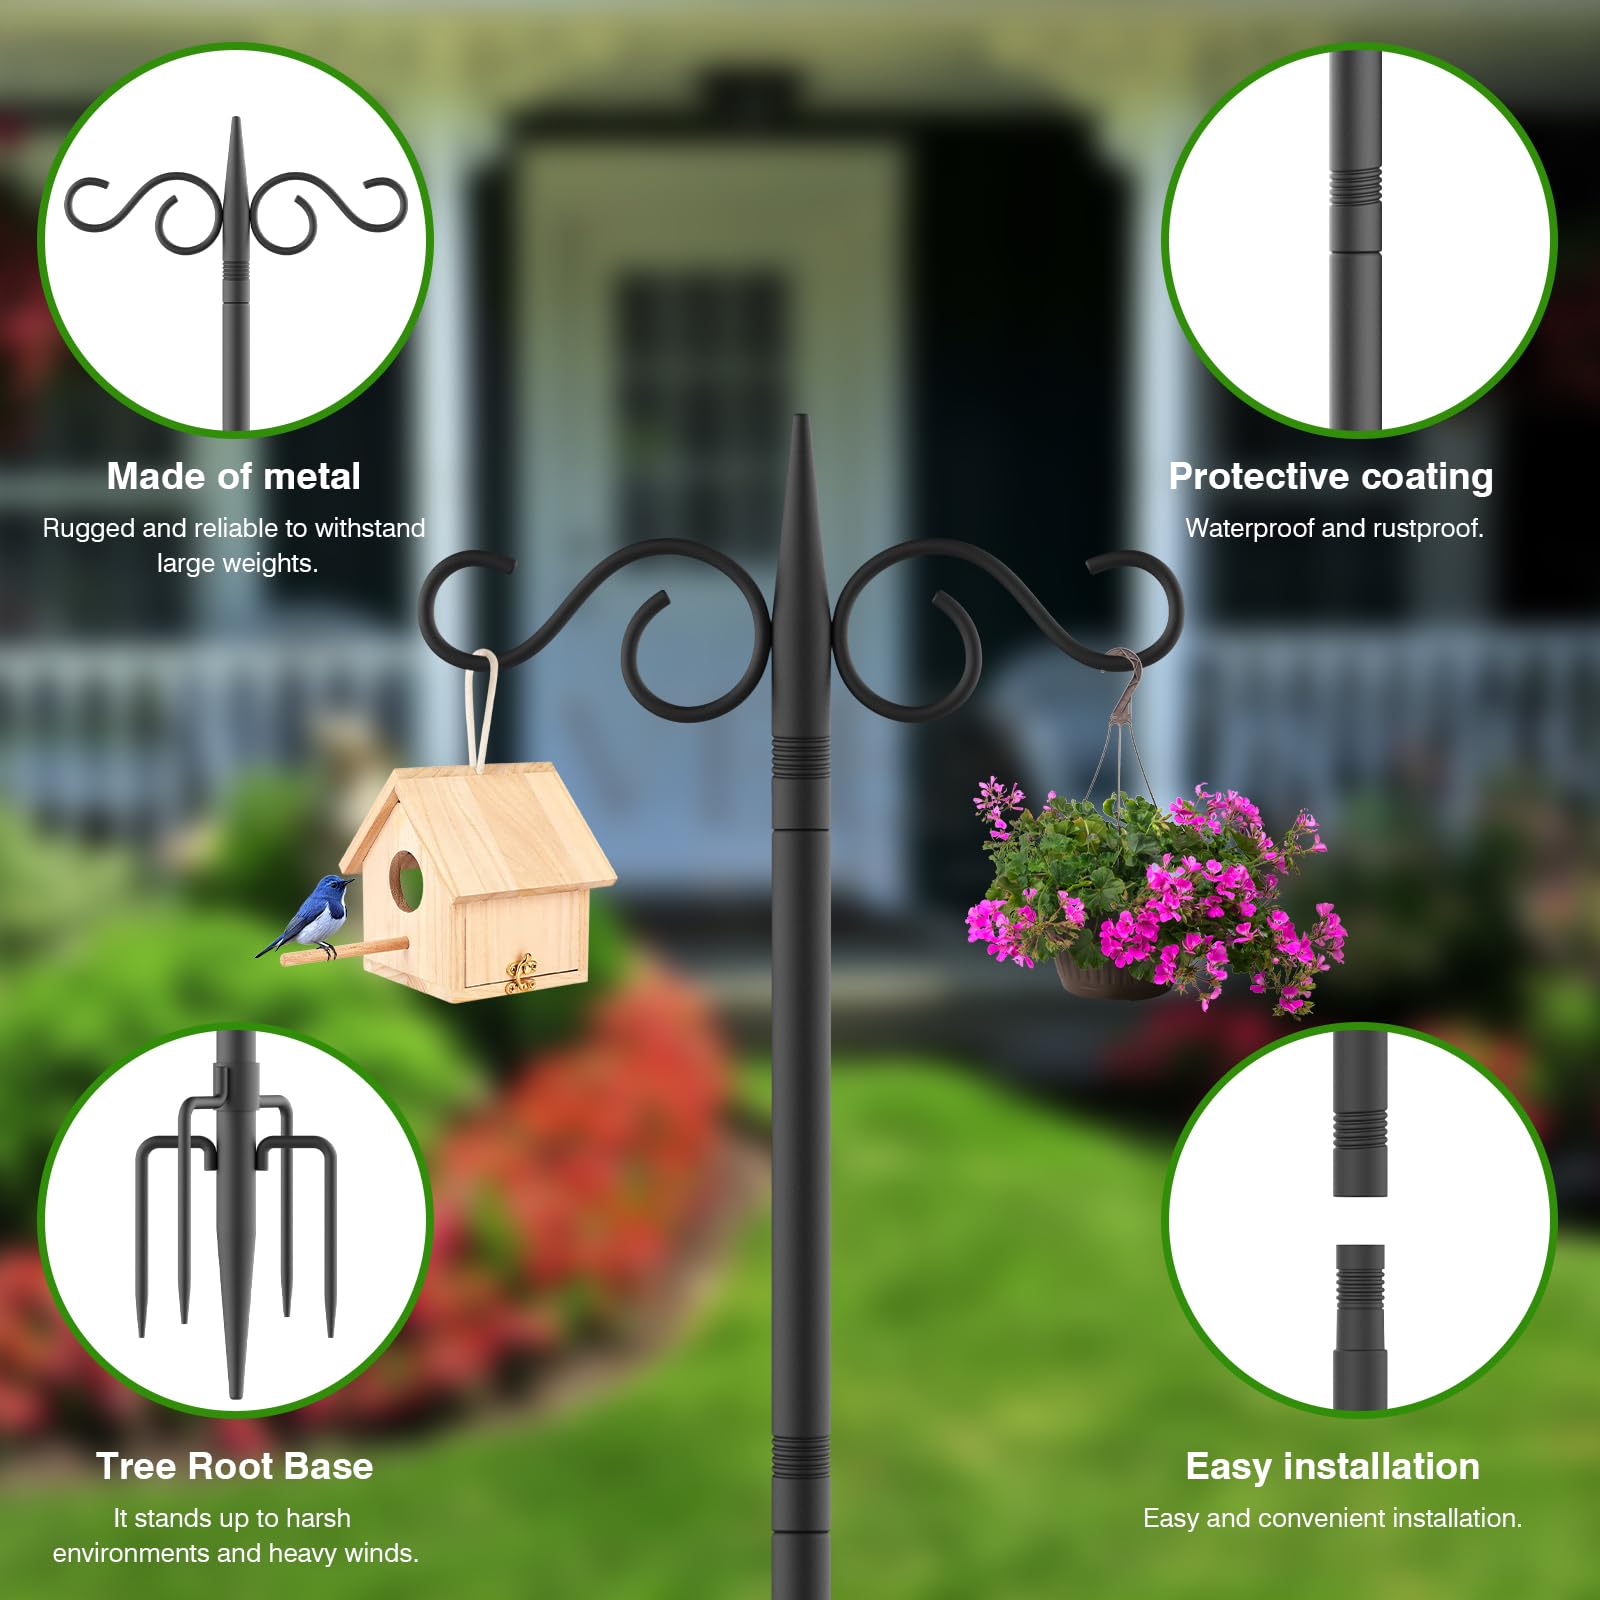 Made of metal
Rugged and reliable to withstand
large weights.
Protective coating
Waterproof and rustproof.
Tree Root Base
It stands up to harsh
environments and heavy winds.
Easy installation
Easy and convenient installation.